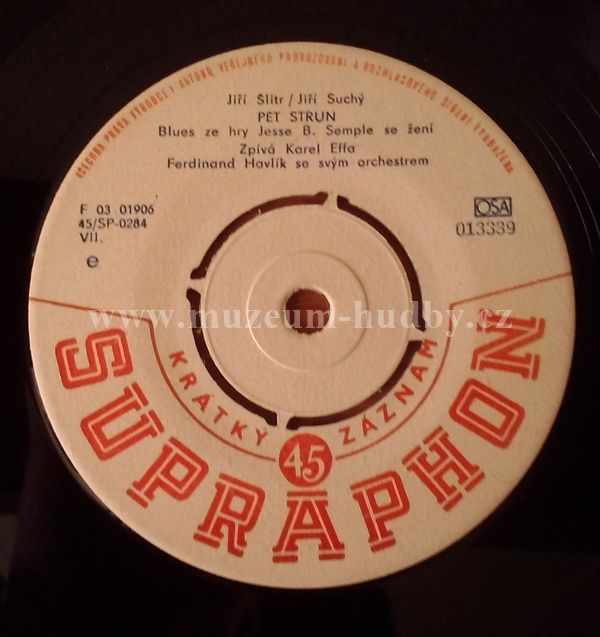 VŠECHNA PRÁVA VÝROBCE I AUTORŮ VEŘEJNÉHO PROVOZOVÁNÍ A ROZHLASOVÉHO ŠÍŘENÍ VYHRAŽENA
Jiří Šlitr / Jiří Suchý
PĚT STRUN
Blues ze hry Jesse B. Semple se žení
Zpívá Karel Effa
Ferdinand Havlík se svým orchestrem
F 03 01906
45/SP-0284
VII.
e
OSA
013339
www.muzeum-hudby.cz
KRÁTKÝ 45 ZÁZNAM
SUPRAPHON